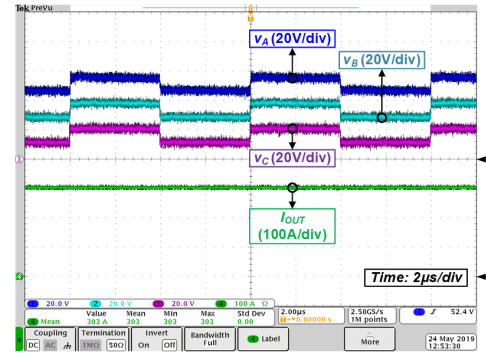 Tek PreVu
vA (20V/div)
vB (20V/div)
vC (20V/div)
IOUT
(100A/div)
Time: 2µs/div
1 20.0 V 2 20.0 V 3 20.0 V 4 100 A Ω
Value Mean Min Max Std Dev
4 Mean 303 A 303 303 303 0.00
2.00µs
0.00000 s
2.50GS/s
1M points
1 52.4 V
Coupling
DC AC
Termination
1MΩ 50Ω
Invert
On Off
Bandwidth
Full
4 Label
More
24 May 2019
12:53:30